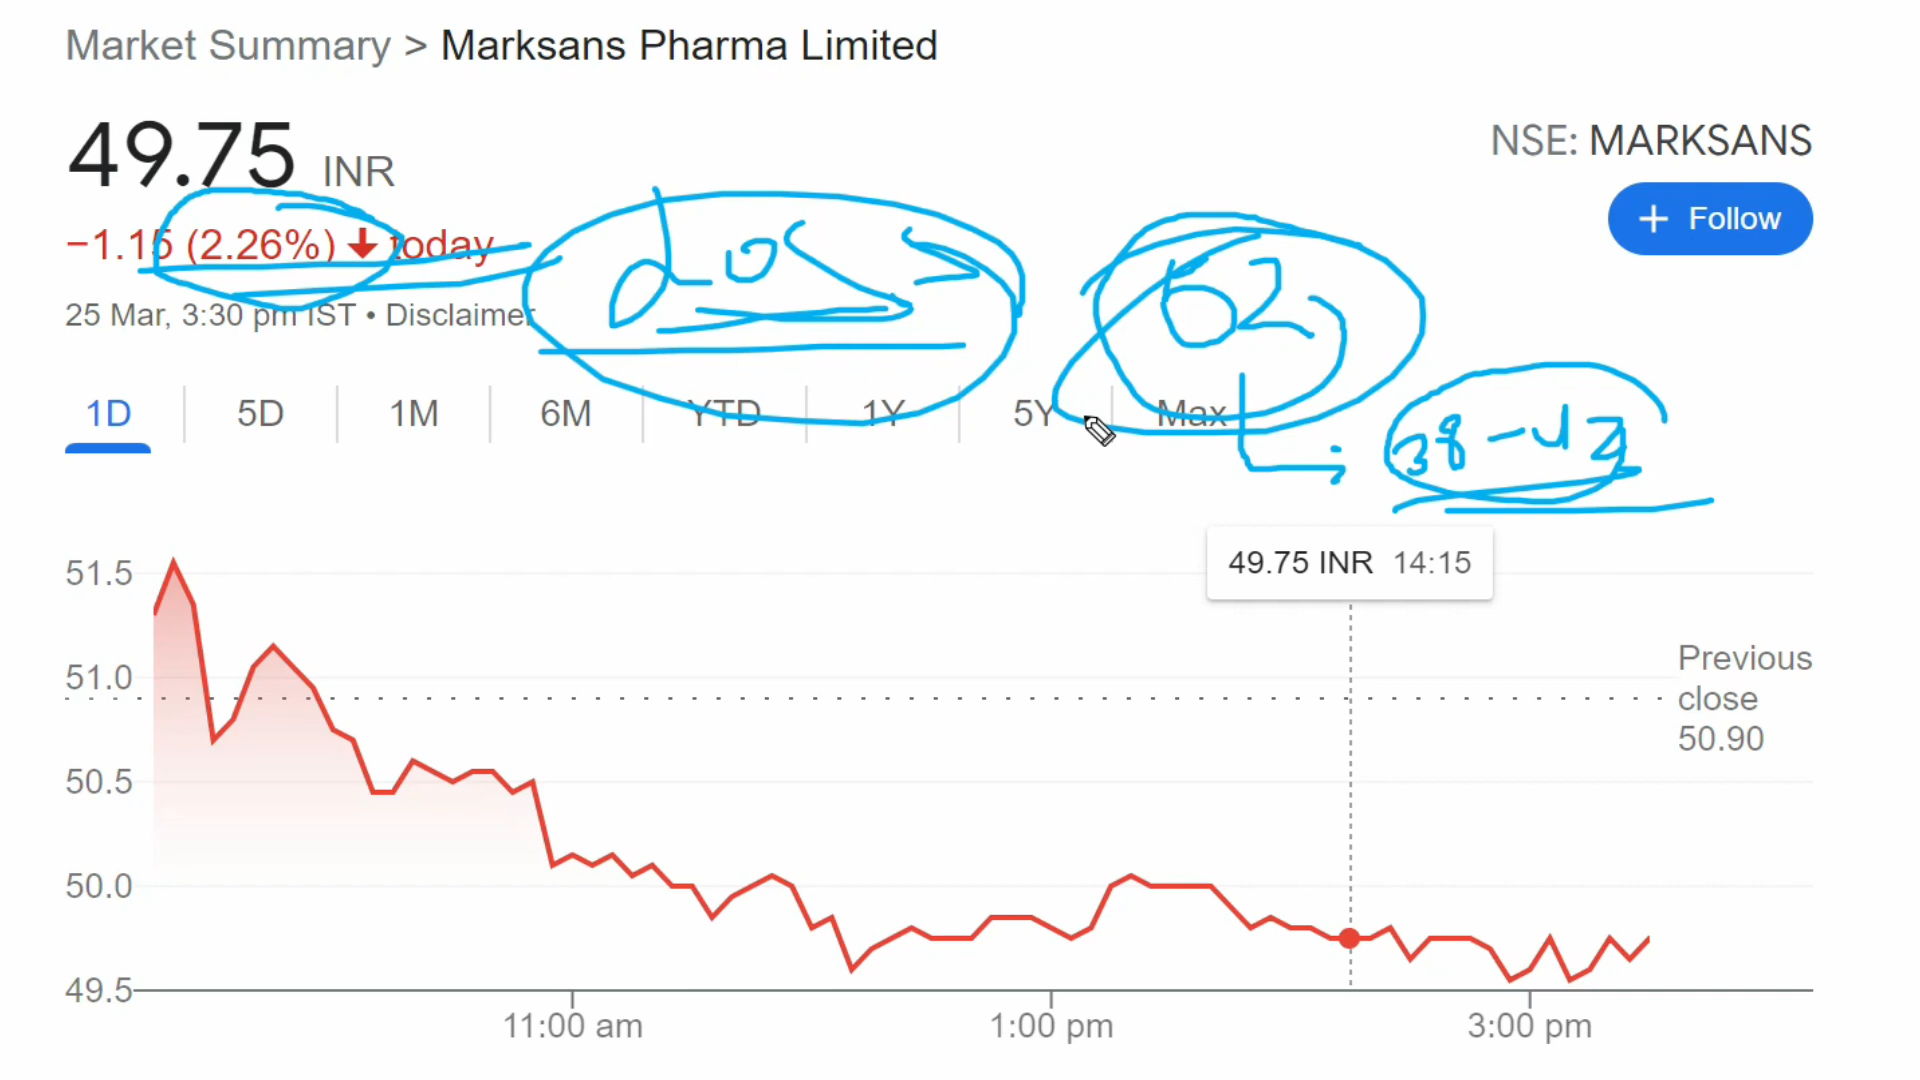 Market Summary > Marksans Pharma Limited
49.75 INR
NSE: MARKSANS
+ Follow
−1.15 (2.26%) ↓ today
25 Mar, 3:30 pm IST • Disclaimer
62
38-42
1D 5D 1M 6M YTD 1Y 5Y Max
49.75 INR 14:15
51.5
51.0
50.5
50.0
49.5
Previous
close
50.90
11:00 am 1:00 pm 3:00 pm